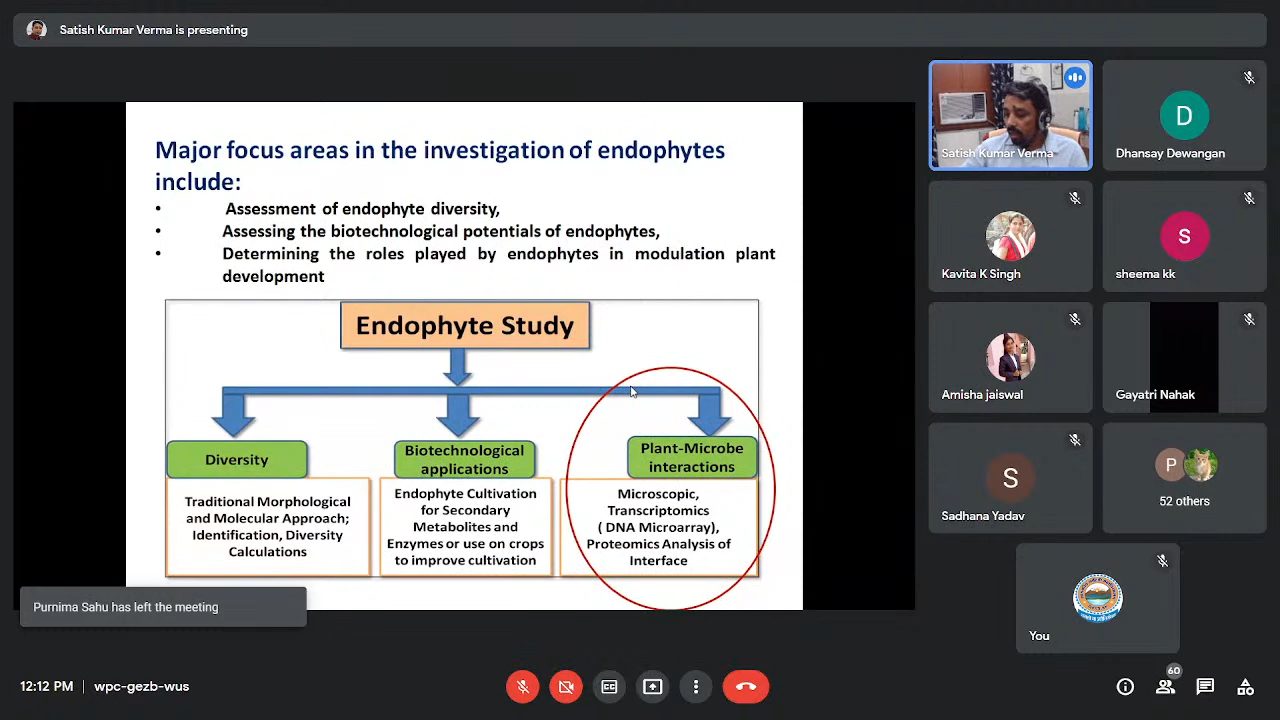 Satish Kumar Verma is presenting
Major focus areas in the investigation of endophytes
include:
• Assessment of endophyte diversity,
• Assessing the biotechnological potentials of endophytes,
• Determining the roles played by endophytes in modulation plant
development
Endophyte Study
Diversity
Traditional Morphological
and Molecular Approach;
Identification, Diversity
Calculations
Biotechnological
applications
Endophyte Cultivation
for Secondary
Metabolites and
Enzymes or use on crops
to improve cultivation
Plant-Microbe
interactions
Microscopic,
Transcriptomics
( DNA Microarray),
Proteomics Analysis of
Interface
Satish Kumar Verma
D
Dhansay Dewangan
Kavita K Singh
S
sheema kk
Amisha jaiswal
Gayatri Nahak
S
Sadhana Yadav
P
52 others
You
Purnima Sahu has left the meeting
12:12 PM | wpc-gezb-wus
60